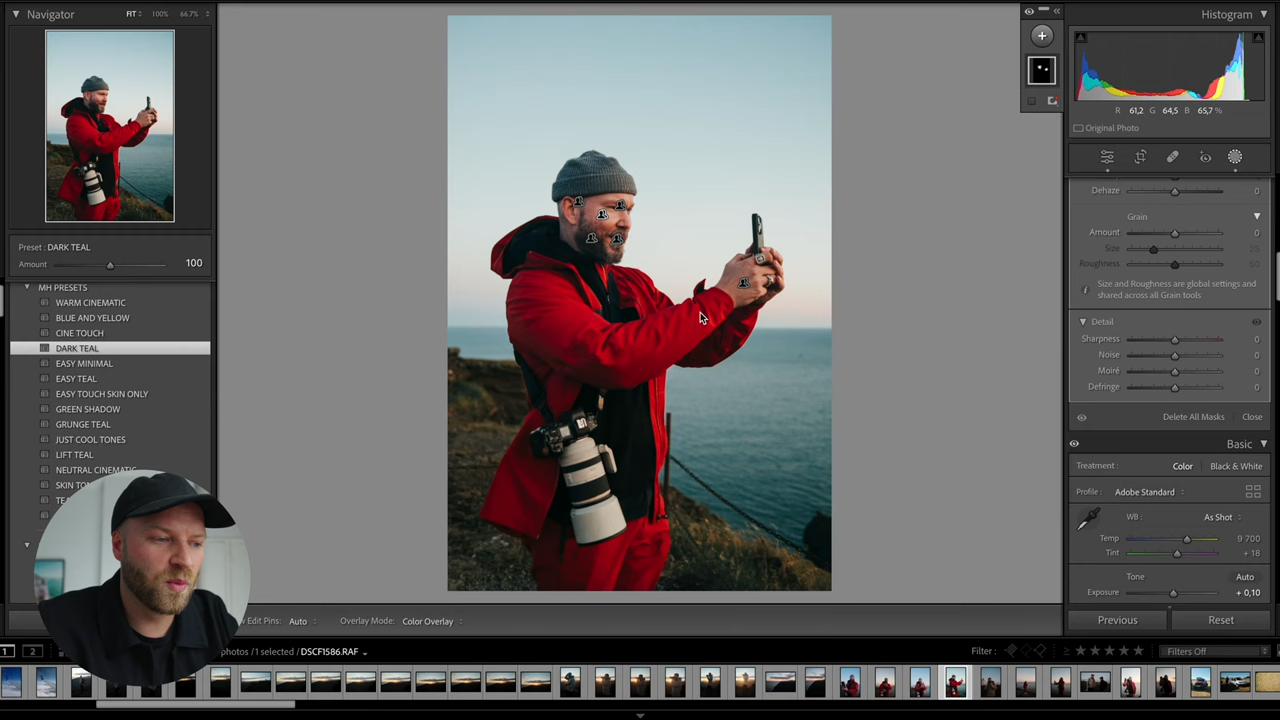 Navigator FIT 100% 66.7%
Histogram
R 61,2 G 64,5 B 65,7 %
Original Photo
Dehaze 0
Grain
Amount 0
Size 25
Roughness 50
Size and Roughness are global settings and
shared across all Grain tools
Detail
Sharpness 0
Noise 0
Moiré 0
Defringe 0
Delete All Masks Close
Basic
Treatment : Color Black & White
Profile : Adobe Standard
WB : As Shot
Temp 9 700
Tint + 18
Tone Auto
Exposure + 0,10
Previous Reset
Preset : DARK TEAL
Amount 100
MH PRESETS
WARM CINEMATIC
BLUE AND YELLOW
CINE TOUCH
DARK TEAL
EASY MINIMAL
EASY TEAL
EASY TOUCH SKIN ONLY
GREEN SHADOW
GRUNGE TEAL
JUST COOL TONES
LIFT TEAL
NEUTRAL CINEMATIC
Edit Pins : Auto Overlay Mode : Color Overlay
1 2 photos / 1 selected / DSCF1586.RAF Filter : Filters Off